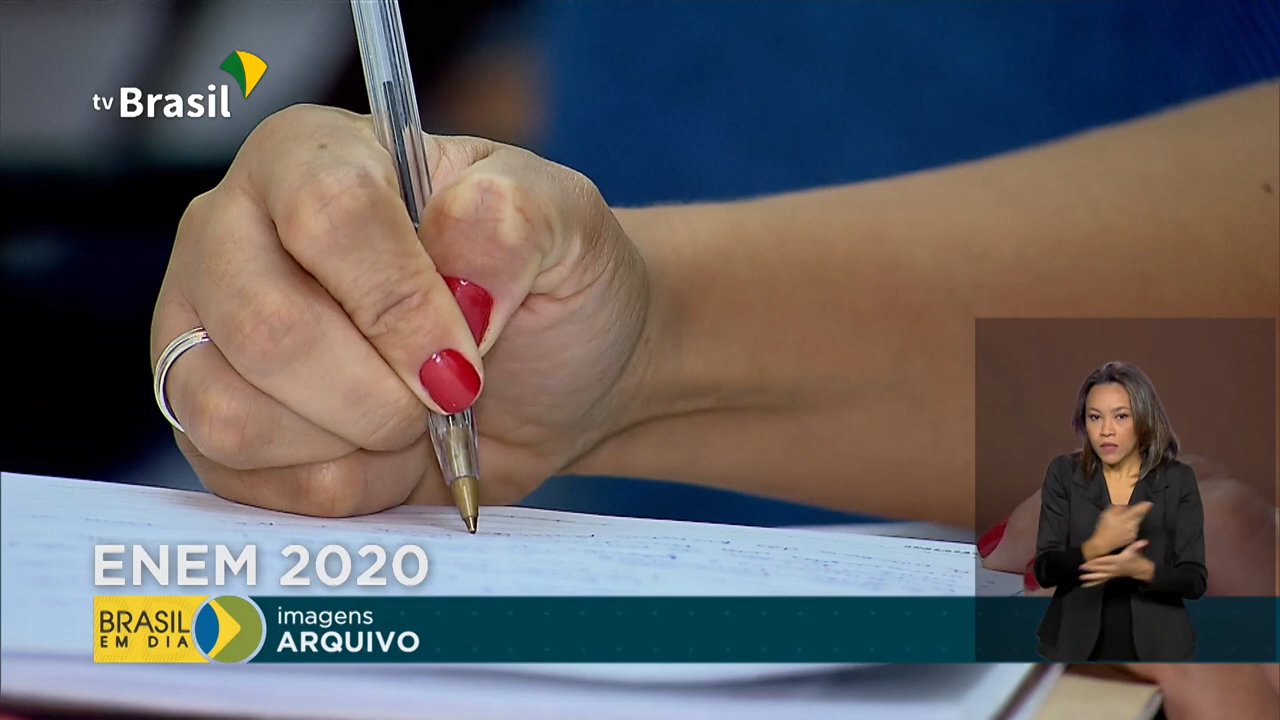 tv Brasil
ENEM 2020
BRASIL
EM DIA
imagens
ARQUIVO